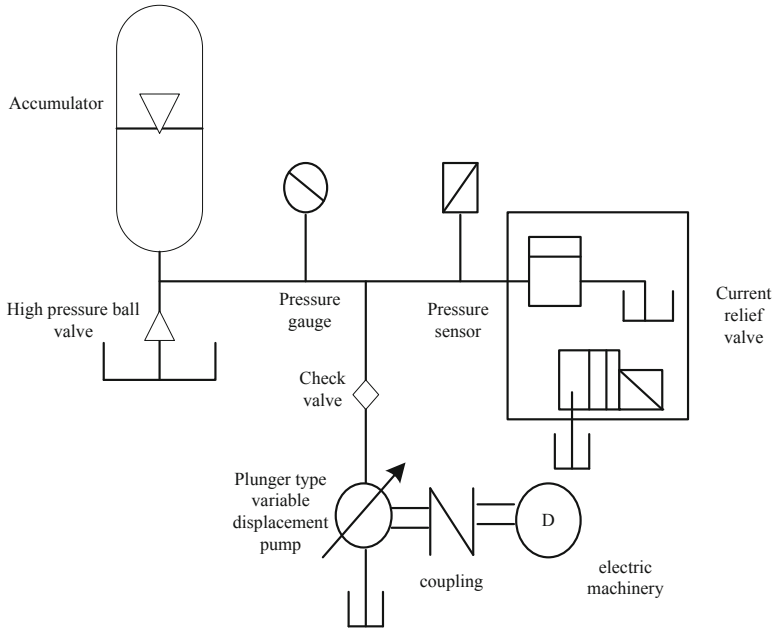 Accumulator
High pressure ball
valve
Pressure
gauge
Pressure
sensor
Current
relief
valve
Check
valve
Plunger type
variable
displacement
pump
D
coupling
electric
machinery